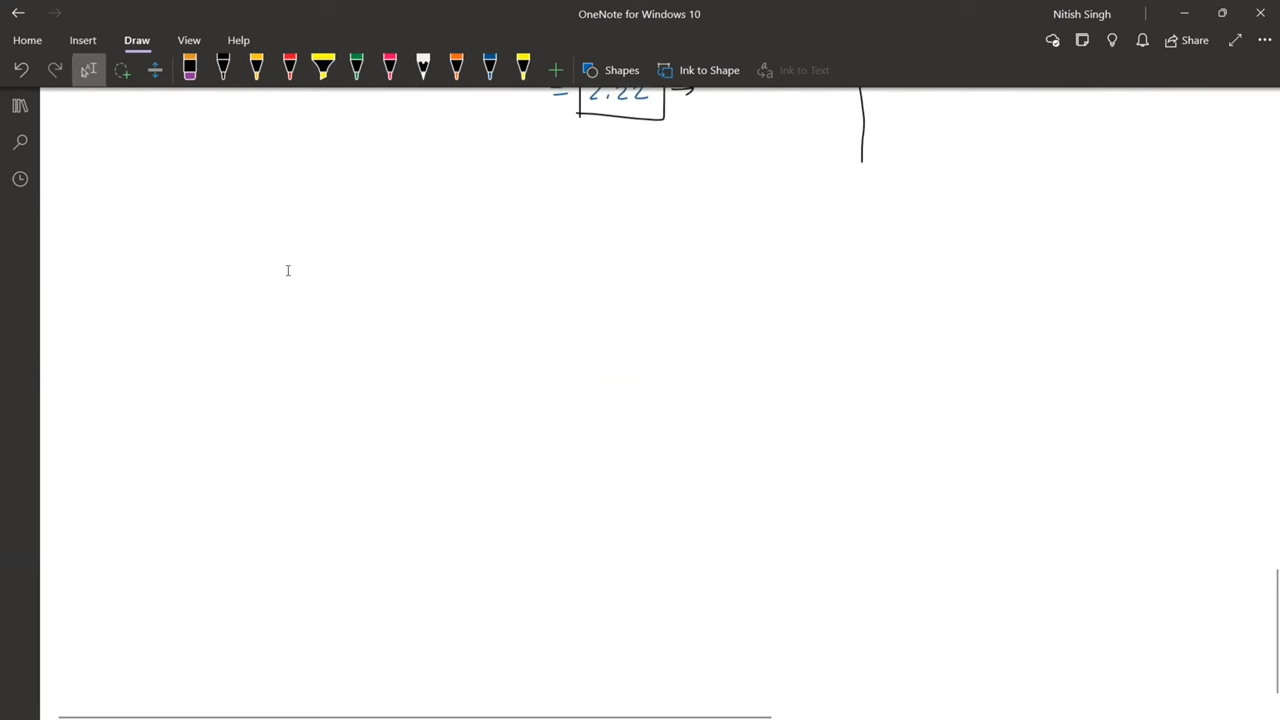 OneNote for Windows 10
Nitish Singh
Home Insert Draw View Help
Share
Shapes Ink to Shape Ink to Text
= 2.22 →